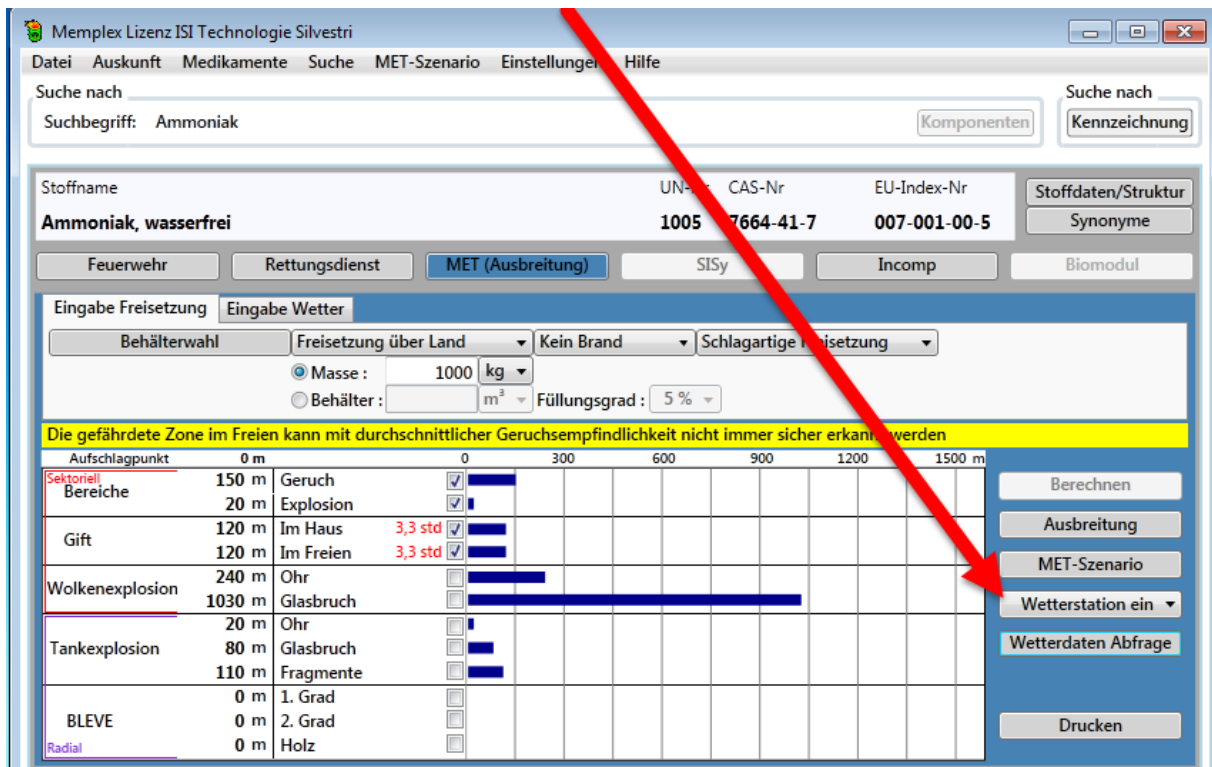 Memplex Lizenz ISI Technologie Silvestri
Datei Auskunft Medikamente Suche MET-Szenario Einstellungen Hilfe
Suche nach Suche nach
Suchbegriff: Ammoniak Komponenten Kennzeichnung
Stoffname CAS-Nr EU-Index-Nr Stoffdaten/Struktur
Ammoniak, wasserfrei 1005 7664-41-7 007-001-00-5 Synonyme
Feuerwehr Rettungsdienst MET (Ausbreitung) SISy Incomp Biomodul
Eingabe Freisetzung Eingabe Wetter
Behälterwahl Freisetzung über Land Kein Brand Schlagartige Freisetzung
Masse : 1000 kg
Behälter : m³ Füllungsgrad : 5 %
Die gefährdete Zone im Freien kann mit durchschnittlicher Geruchsempfindlichkeit nicht immer sicher erkannt werden
Aufschlagpunkt 0 m 0 300 600 900 1200 1500 m
Sektoriell
Bereiche 150 m Geruch Berechnen
20 m Explosion
Gift 120 m Im Haus 3,3 std Ausbreitung
120 m Im Freien 3,3 std
MET-Szenario
Wolkenexplosion 240 m Ohr
1030 m Glasbruch Wetterstation ein
20 m Ohr
Tankexplosion 80 m Glasbruch Wetterdaten Abfrage
110 m Fragmente
0 m 1. Grad
BLEVE 0 m 2. Grad Drucken
Radial 0 m Holz